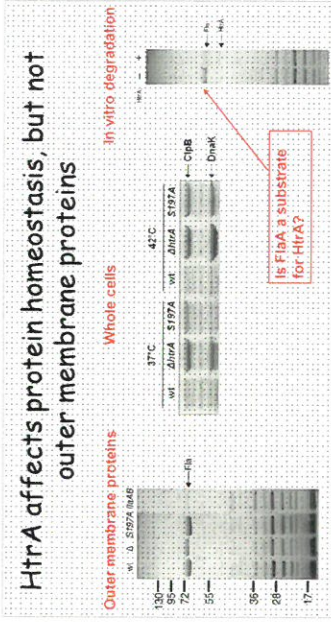 HtrA affects protein homeostasis, but not
outer membrane proteins
Outer membrane proteins
Whole cells
In vitro degradation
wt Δ S197A flaAB
130
95
72
55
36
28
17
Fla
37°C
42°C
wt ΔhtrA S197A wt ΔhtrA S197A
ClpB
DnaK
HtrA - +
Fla
HtrA
Is FlaA a substrate
for HtrA?